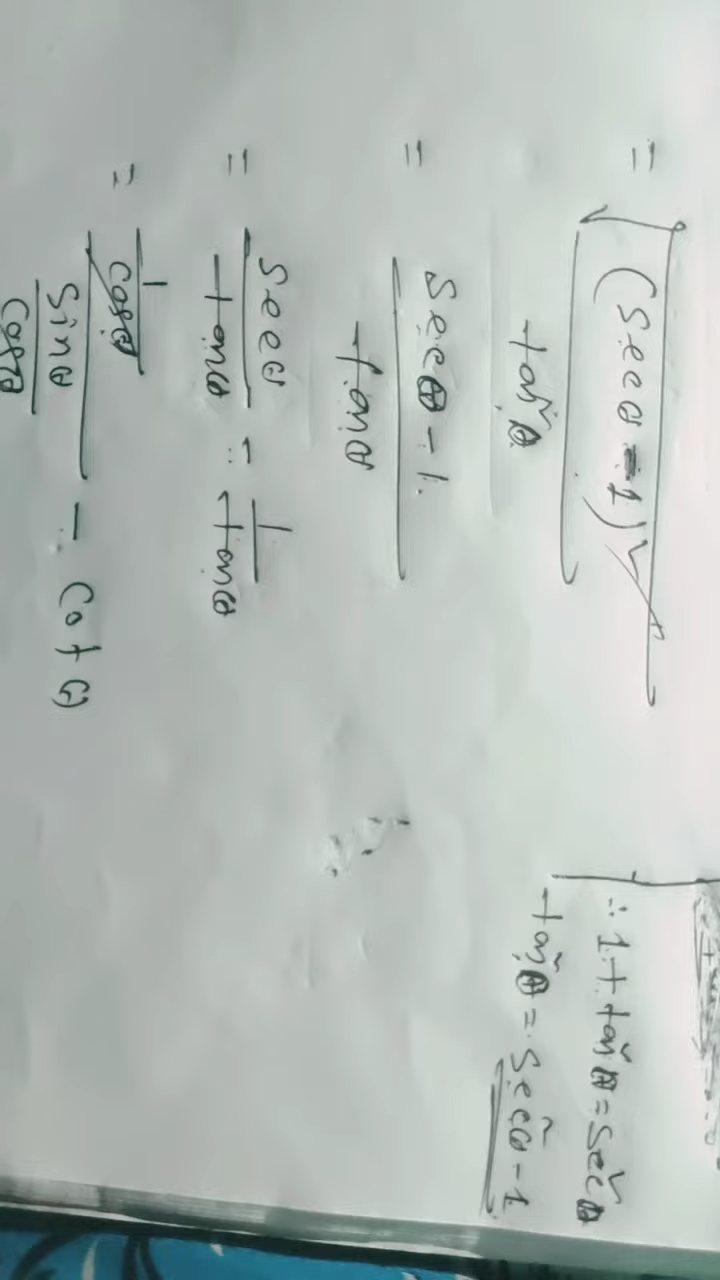 = √(secθ-1)² / tan²θ
∴ 1+tan²θ = sec²θ
tan²θ = sec²θ-1
= secθ-1 / tanθ
= secθ / tanθ - 1 / tanθ
= 1/cosθ / sinθ/cosθ - cotθ